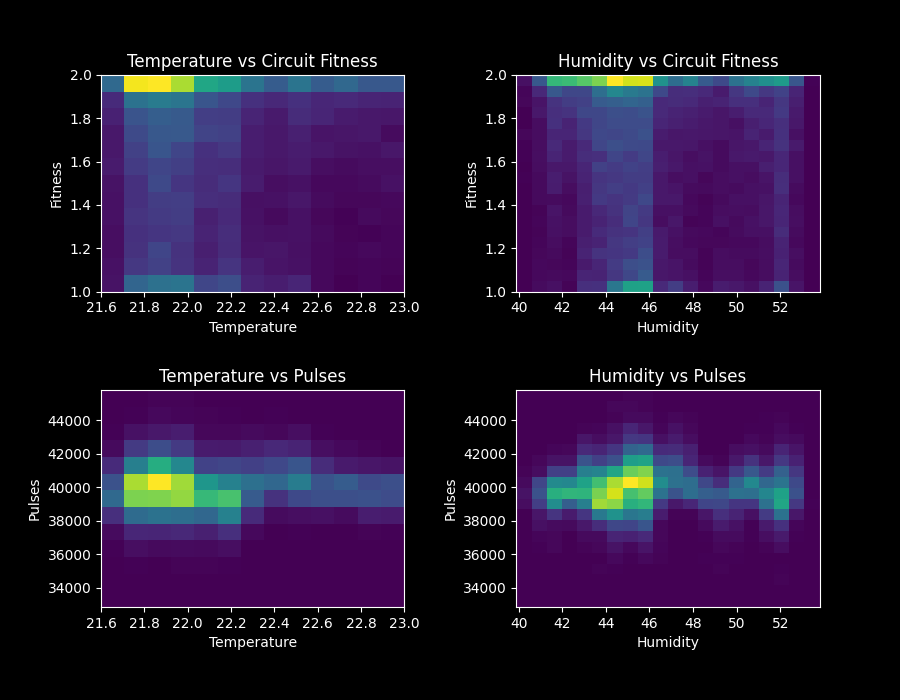 Temperature vs Circuit Fitness
Fitness
2.0
1.8
1.6
1.4
1.2
1.0
21.6 21.8 22.0 22.2 22.4 22.6 22.8 23.0
Temperature
Humidity vs Circuit Fitness
Fitness
2.0
1.8
1.6
1.4
1.2
1.0
40 42 44 46 48 50 52
Humidity
Temperature vs Pulses
Pulses
44000
42000
40000
38000
36000
34000
21.6 21.8 22.0 22.2 22.4 22.6 22.8 23.0
Temperature
Humidity vs Pulses
Pulses
44000
42000
40000
38000
36000
34000
40 42 44 46 48 50 52
Humidity